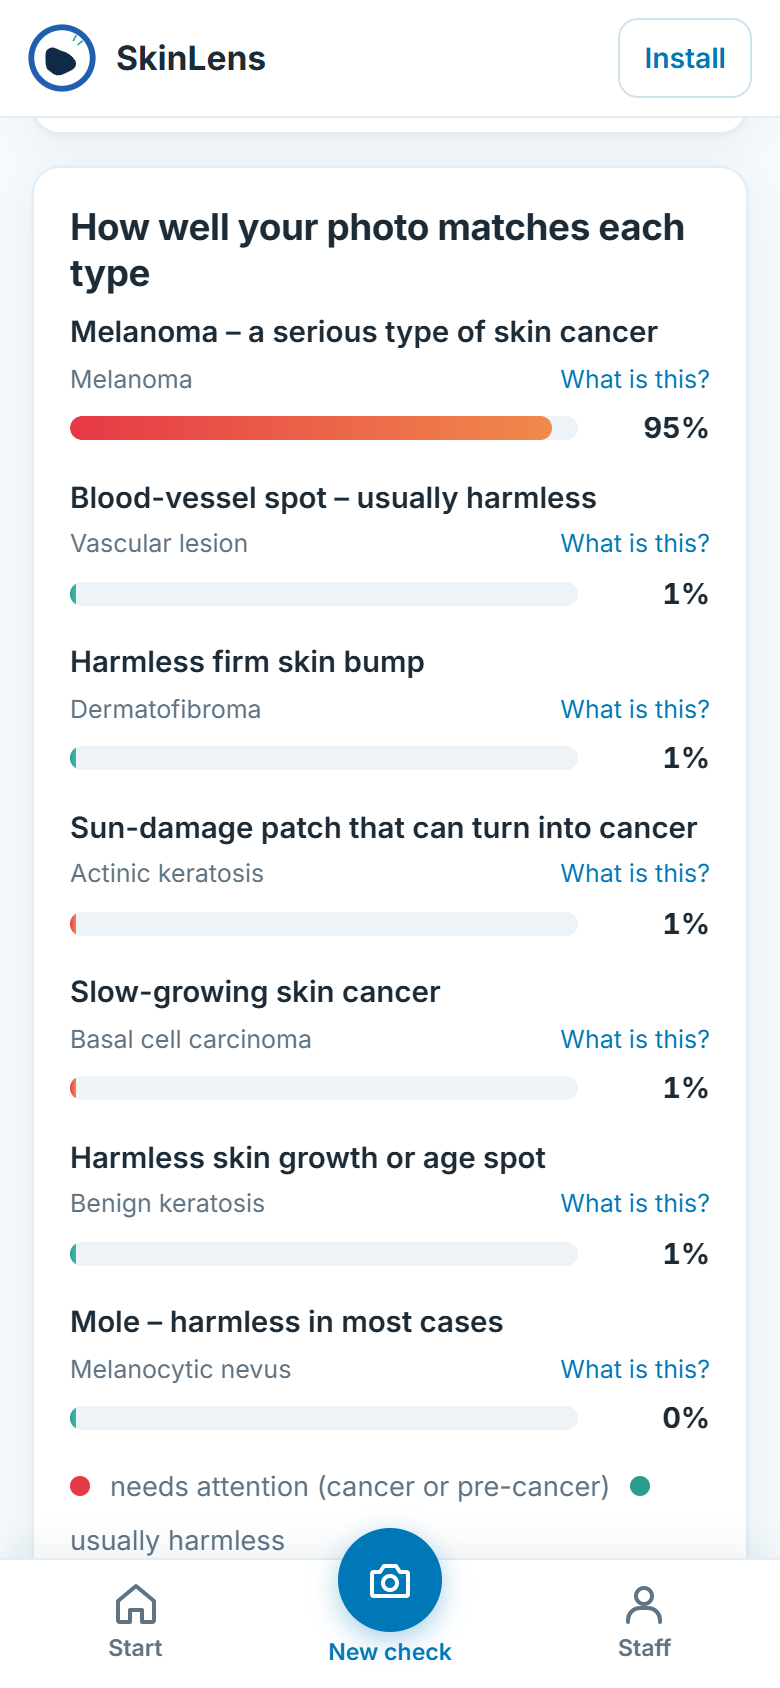 SkinLens
Install
How well your photo matches each
type
Melanoma – a serious type of skin cancer
Melanoma What is this?
95%
Blood-vessel spot – usually harmless
Vascular lesion What is this?
1%
Harmless firm skin bump
Dermatofibroma What is this?
1%
Sun-damage patch that can turn into cancer
Actinic keratosis What is this?
1%
Slow-growing skin cancer
Basal cell carcinoma What is this?
1%
Harmless skin growth or age spot
Benign keratosis What is this?
1%
Mole – harmless in most cases
Melanocytic nevus What is this?
0%
needs attention (cancer or pre-cancer)
usually harmless
Start
New check
Staff